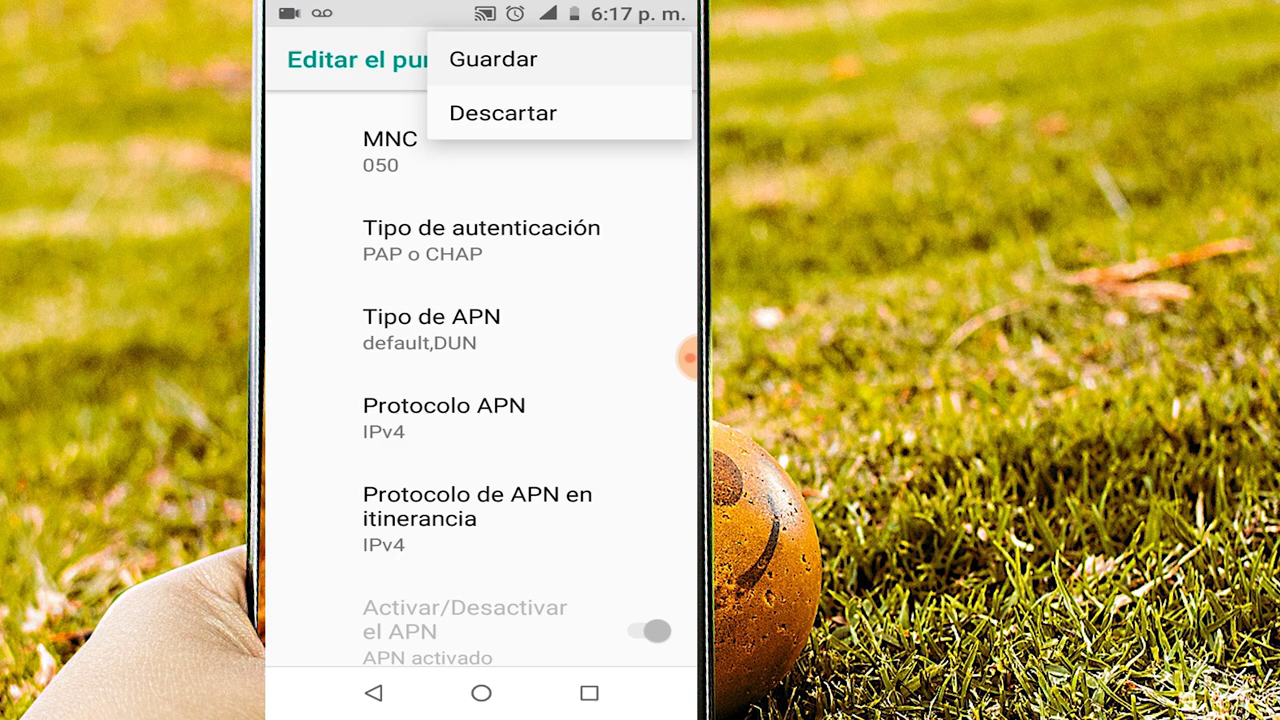 6:17 p. m.
Editar el pu
Guardar
Descartar
MNC
050
Tipo de autenticación
PAP o CHAP
Tipo de APN
default,DUN
Protocolo APN
IPv4
Protocolo de APN en
itinerancia
IPv4
Activar/Desactivar
el APN
APN activado